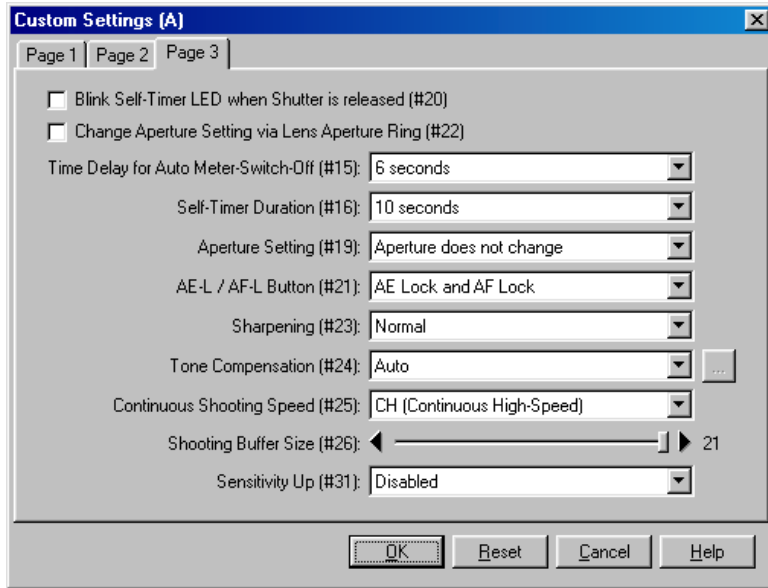 Custom Settings (A)
Page 1 Page 2 Page 3
Blink Self-Timer LED when Shutter is released (#20)
Change Aperture Setting via Lens Aperture Ring (#22)
Time Delay for Auto Meter-Switch-Off (#15): 6 seconds
Self-Timer Duration (#16): 10 seconds
Aperture Setting (#19): Aperture does not change
AE-L / AF-L Button (#21): AE Lock and AF Lock
Sharpening (#23): Normal
Tone Compensation (#24): Auto ...
Continuous Shooting Speed (#25): CH (Continuous High-Speed)
Shooting Buffer Size (#26): 21
Sensitivity Up (#31): Disabled
OK Reset Cancel Help